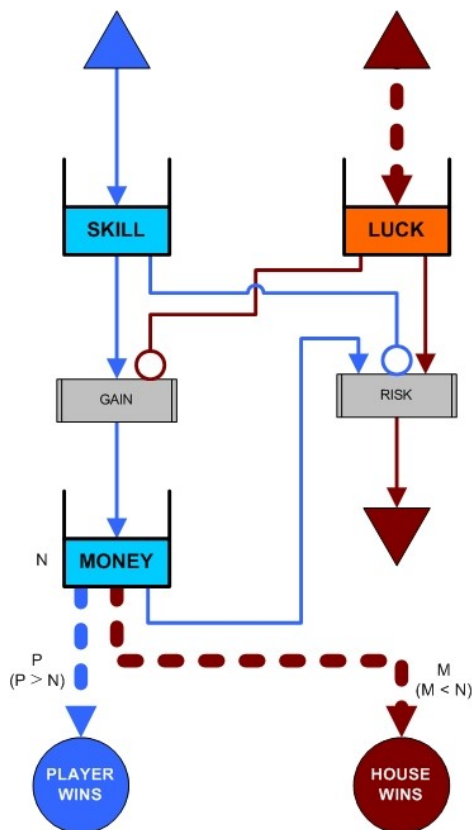 SKILL
LUCK
GAIN
RISK
N
MONEY
P
(P > N)
M
(M < N)
PLAYER
WINS
HOUSE
WINS